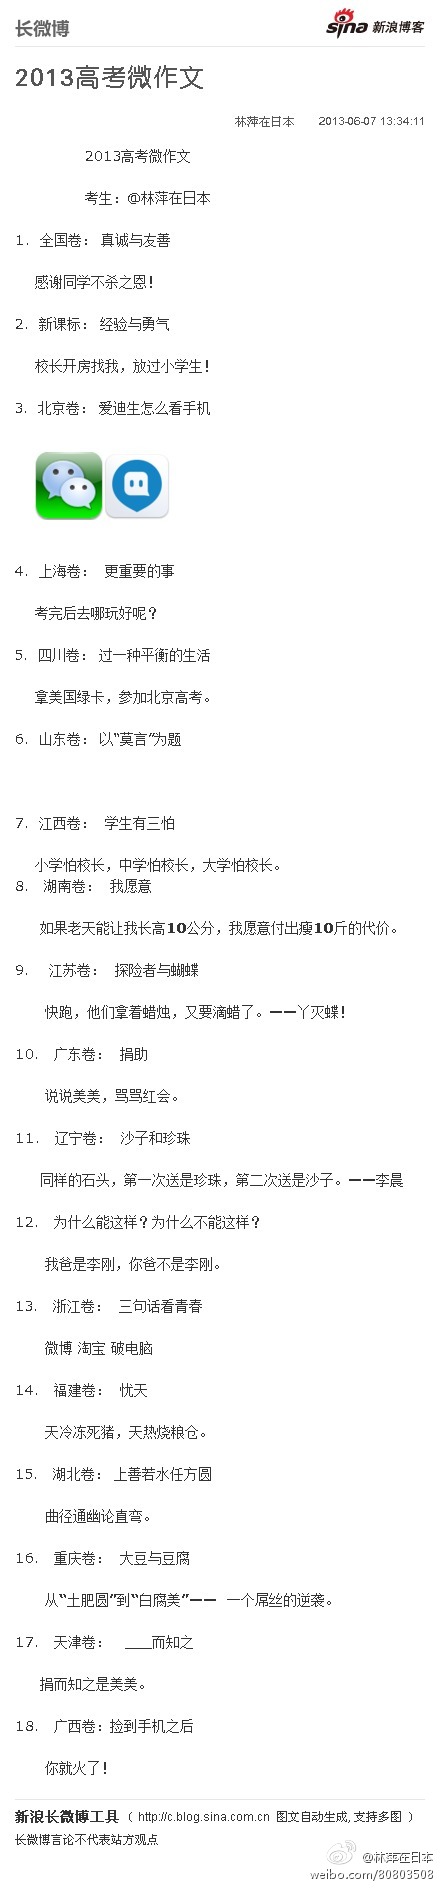 长微博
sina 新浪博客
2013高考微作文
林萍在日本 2013-06-07 13:34:11
2013高考微作文
考生：@林萍在日本
1. 全国卷： 真诚与友善
感谢同学不杀之恩！
2. 新课标： 经验与勇气
校长开房找我，放过小学生！
3. 北京卷： 爱迪生怎么看手机
4. 上海卷： 更重要的事
考完后去哪玩好呢？
5. 四川卷： 过一种平衡的生活
拿美国绿卡，参加北京高考。
6. 山东卷： 以“莫言”为题
7. 江西卷： 学生有三怕
小学怕校长，中学怕校长，大学怕校长。
8. 湖南卷： 我愿意
如果老天能让我长高10公分，我愿意付出瘦10斤的代价。
9. 江苏卷： 探险者与蝴蝶
快跑，他们拿着蜡烛，又要滴蜡了。——丫灭蝶！
10. 广东卷： 捐助
说说美美，骂骂红会。
11. 辽宁卷： 沙子和珍珠
同样的石头，第一次送是珍珠，第二次送是沙子。——李晨
12. 为什么能这样？为什么不能这样？
我爸是李刚，你爸不是李刚。
13. 浙江卷： 三句话看青春
微博 淘宝 破电脑
14. 福建卷： 忧天
天冷冻死猪，天热烧粮仓。
15. 湖北卷： 上善若水任方圆
曲径通幽论直弯。
16. 重庆卷： 大豆与豆腐
从“土肥圆”到“白腐美”—— 一个屌丝的逆袭。
17. 天津卷： ____而知之
捐而知之是美美。
18. 广西卷：捡到手机之后
你就火了！
新浪长微博工具 （ http://c.blog.sina.com.cn 图文自动生成, 支持多图 ）
长微博言论不代表站方观点
@林萍在日本
weibo.com/80803508